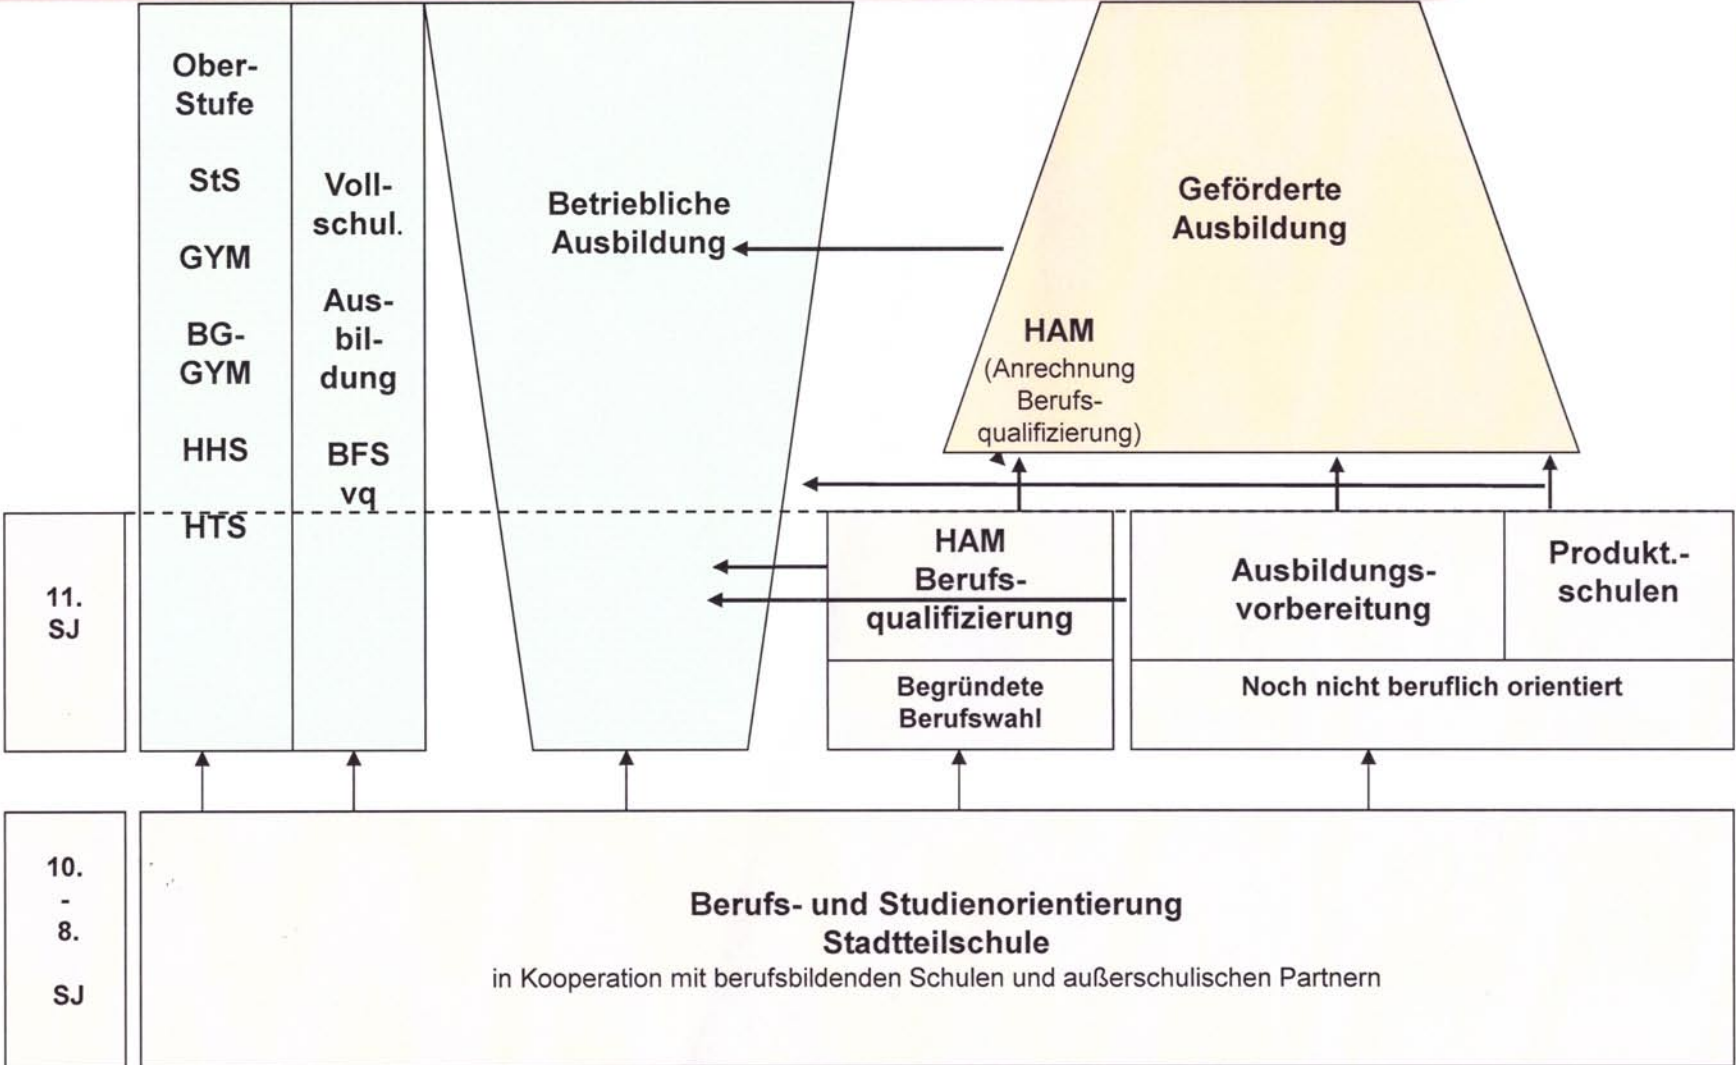 Ober-
Stufe
StS
GYM
BG-
GYM
HHS
HTS
Voll-
schul.
Aus-
bil-
dung
BFS
vq
Betriebliche
Ausbildung
Geförderte
Ausbildung
HAM
(Anrechnung
Berufs-
qualifizierung)
11.
SJ
HAM
Berufs-
qualifizierung
Begründete
Berufswahl
Ausbildungs-
vorbereitung
Produkt.-
schulen
Noch nicht beruflich orientiert
10.
-
8.
SJ
Berufs- und Studienorientierung
Stadtteilschule
in Kooperation mit berufsbildenden Schulen und außerschulischen Partnern